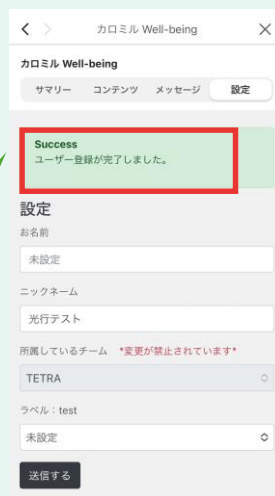 カロミル Well-being
カロミル Well-being
サマリー コンテンツ メッセージ 設定
Success
ユーザー登録が完了しました。
設定
お名前
未設定
ニックネーム
光行テスト
所属しているチーム *変更が禁止されています*
TETRA
ラベル：test
未設定
送信する